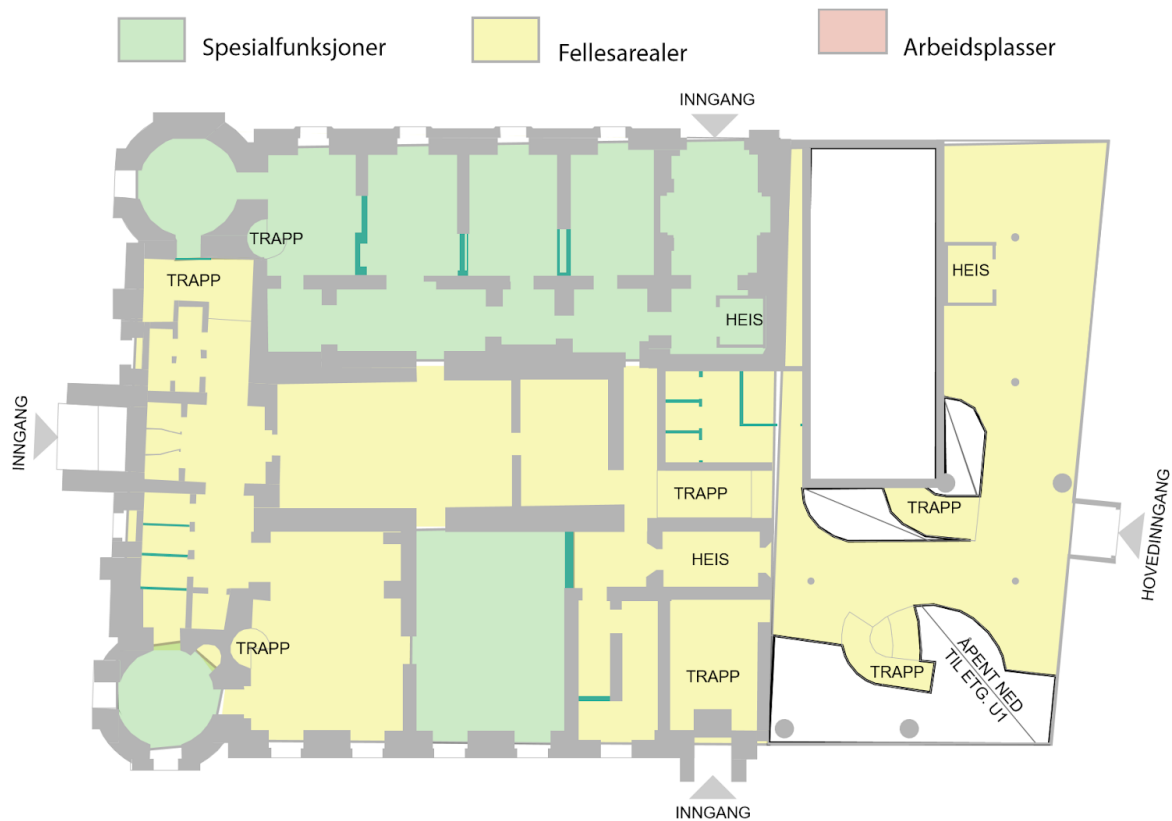 Spesialfunksjoner
Fellesarealer
Arbeidsplasser
INNGANG
TRAPP
TRAPP
HEIS
HEIS
INNGANG
TRAPP
TRAPP
HOVEDINNGANG
HEIS
TRAPP
TRAPP
TRAPP
ÅPENT NED
TIL ETG. U1
INNGANG